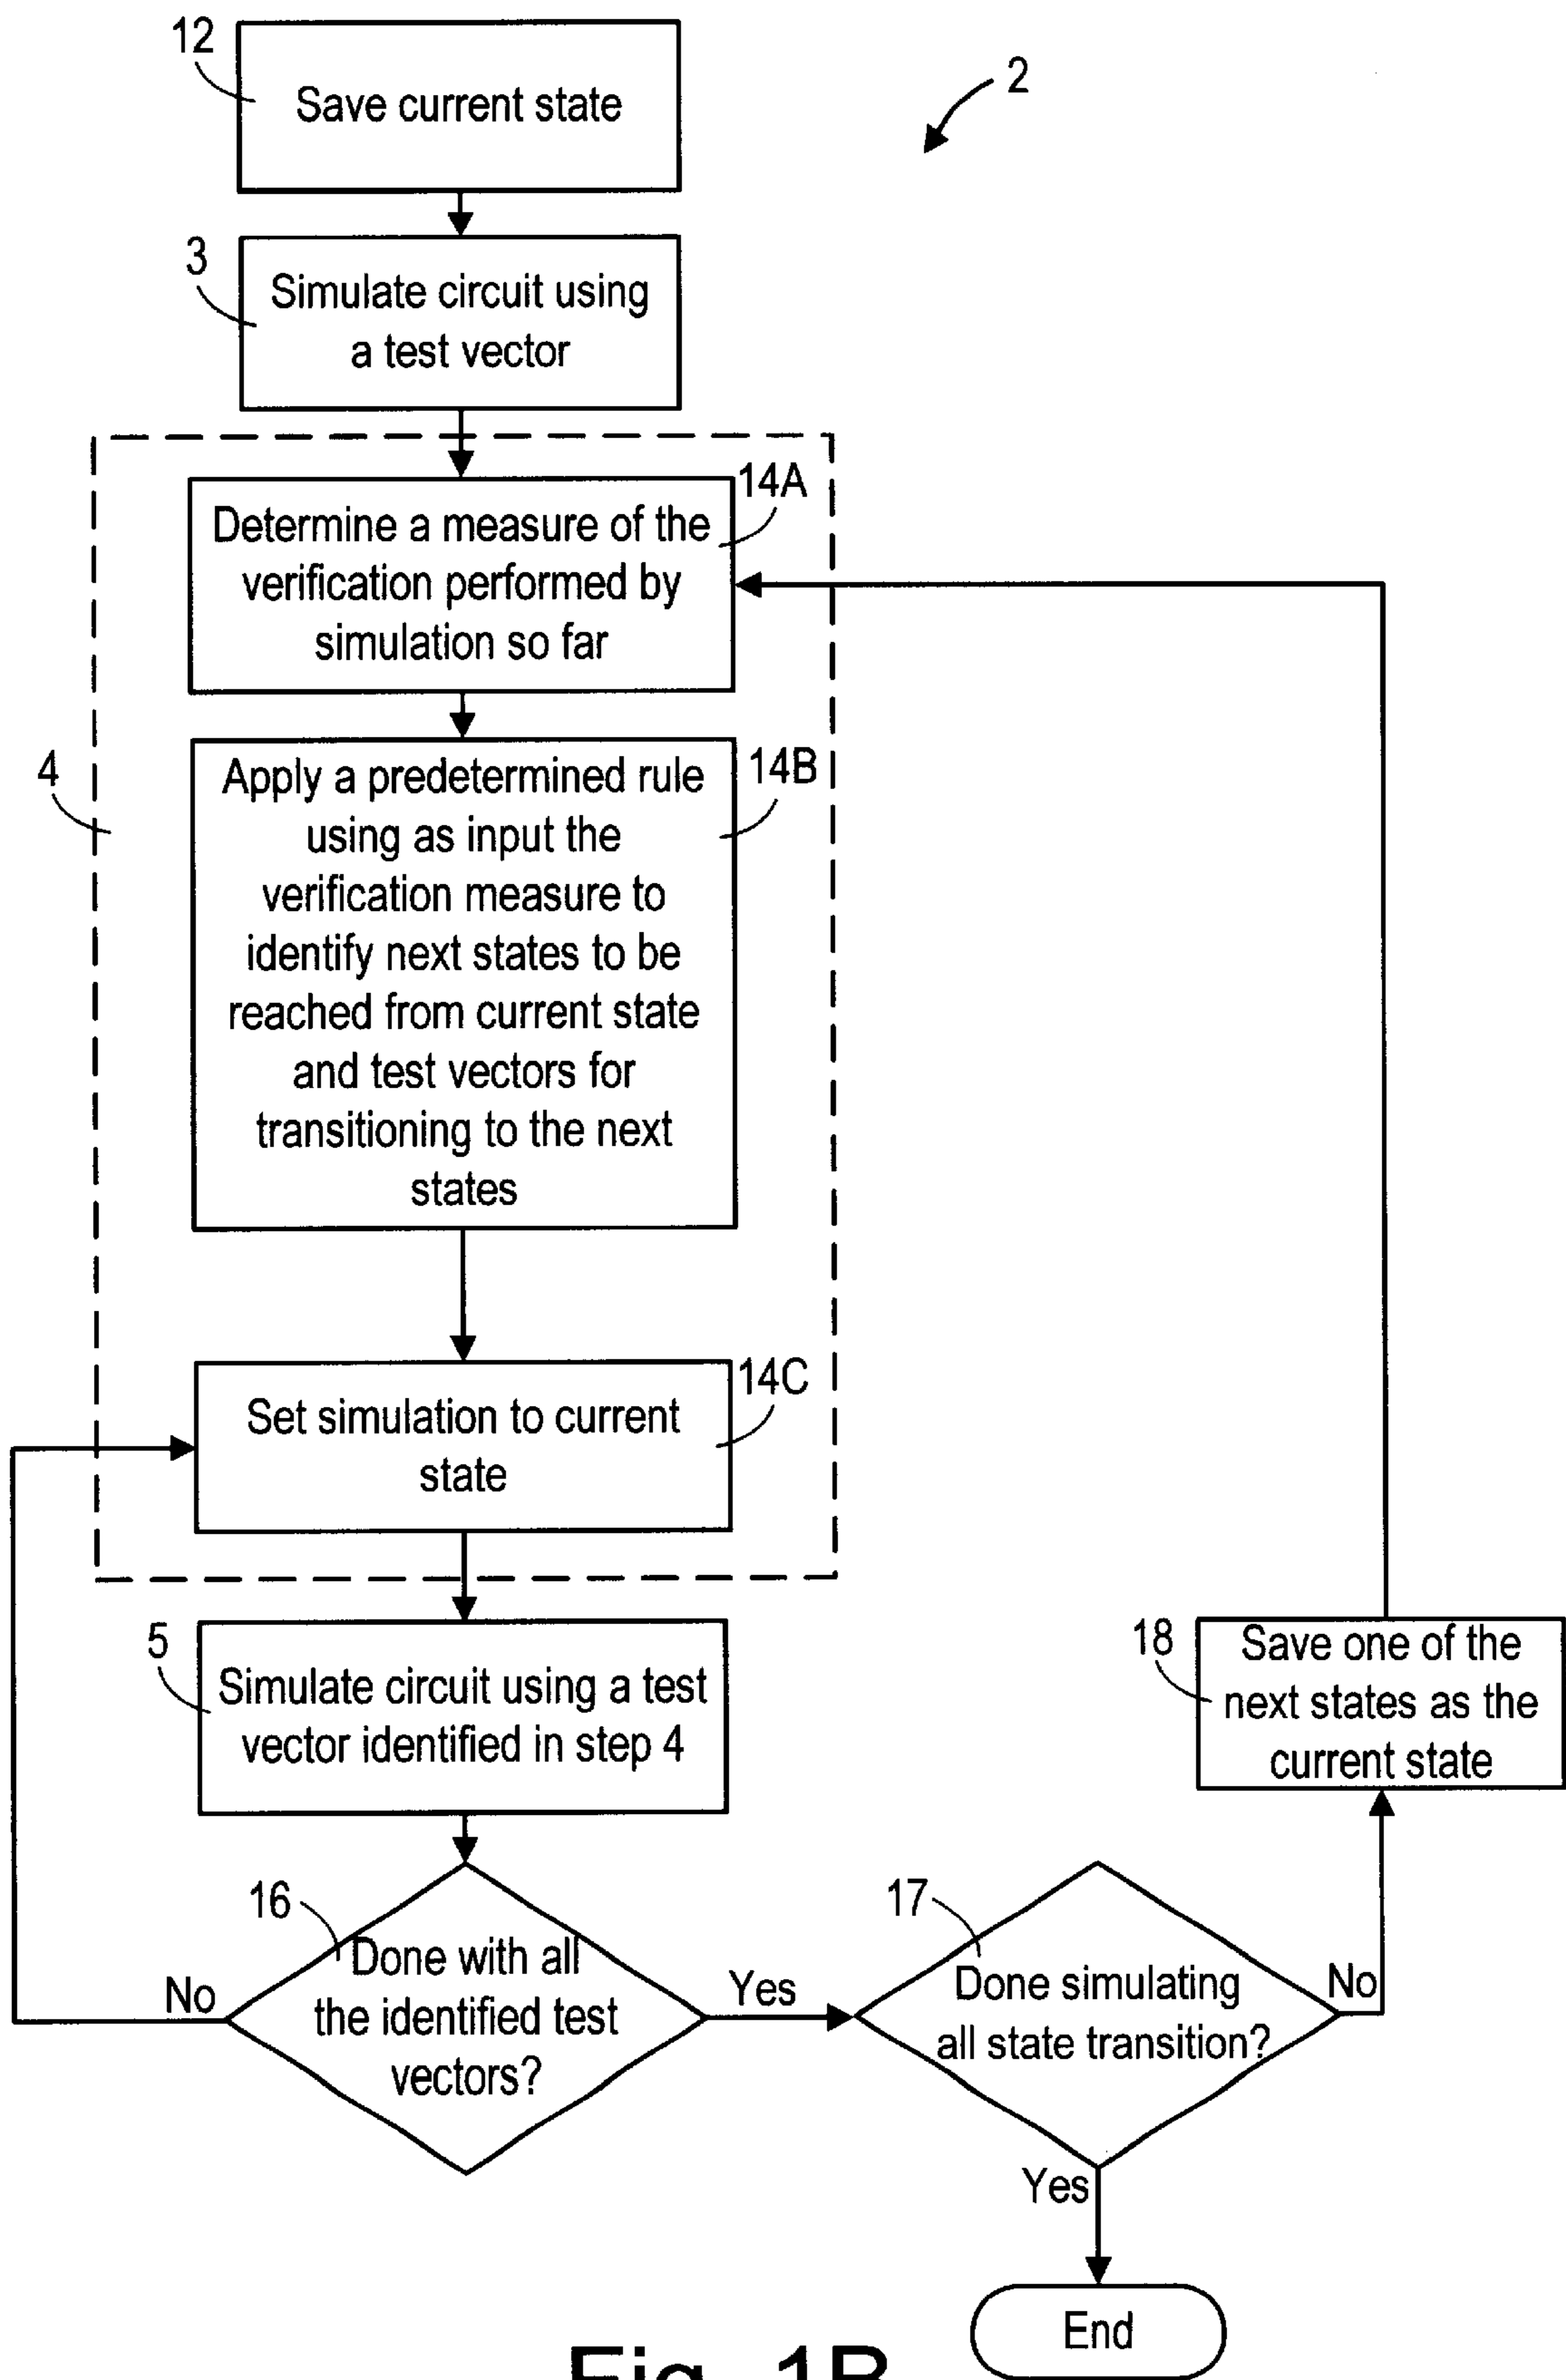 12
Save current state
2
3
Simulate circuit using
a test vector
14A
Determine a measure of the
verification performed by
simulation so far
4
14B
Apply a predetermined rule
using as input the
verification measure to
identify next states to be
reached from current state
and test vectors for
transitioning to the next
states
14C
Set simulation to current
state
5
Simulate circuit using a test
vector identified in step 4
18
Save one of the
next states as the
current state
16
Done with all
the identified test
vectors?
No
Yes
17
Done simulating
all state transition?
No
Yes
End
Fig. 1B